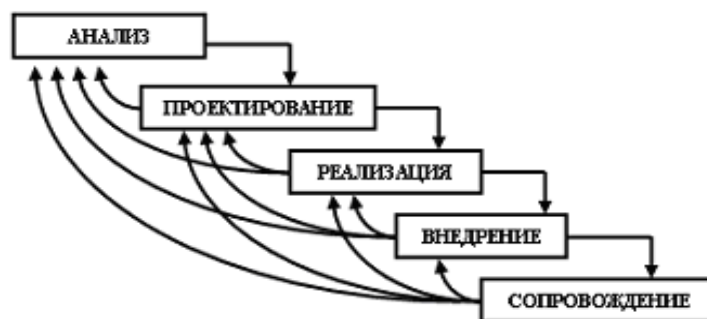 АНАЛИЗ
ПРОЕКТИРОВАНИЕ
РЕАЛИЗАЦИЯ
ВНЕДРЕНИЕ
СОПРОВОЖДЕНИЕ